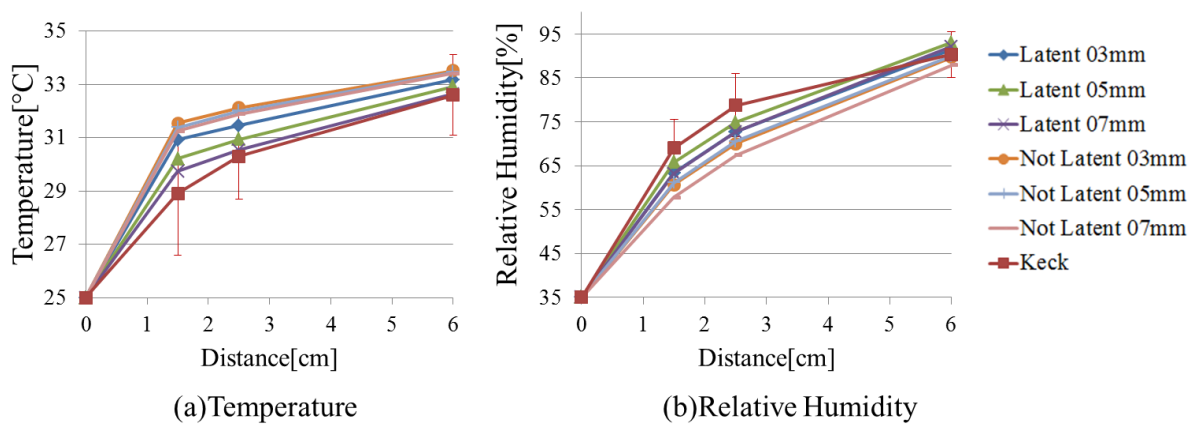 Temperature[°C]
35
33
31
29
27
25
0 1 2 3 4 5 6
Distance[cm]
(a)Temperature
Relative Humidity[%]
95
85
75
65
55
45
35
0 1 2 3 4 5 6
Distance[cm]
(b)Relative Humidity
Latent 03mm
Latent 05mm
Latent 07mm
Not Latent 03mm
Not Latent 05mm
Not Latent 07mm
Keck